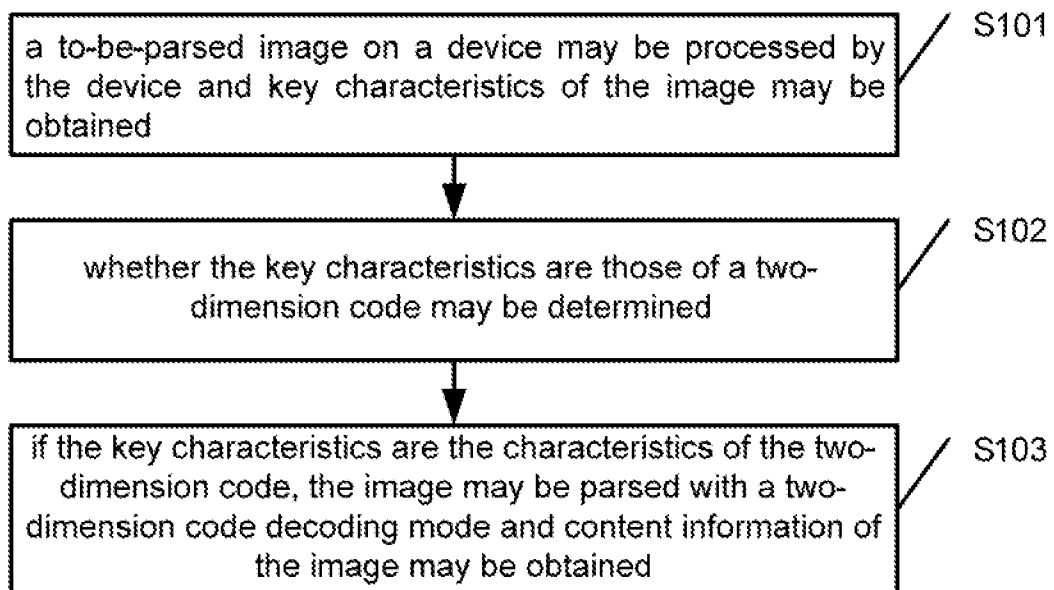 S101
a to-be-parsed image on a device may be processed by
the device and key characteristics of the image may be
obtained
S102
whether the key characteristics are those of a two-
dimension code may be determined
S103
if the key characteristics are the characteristics of the two-
dimension code, the image may be parsed with a two-
dimension code decoding mode and content information of
the image may be obtained